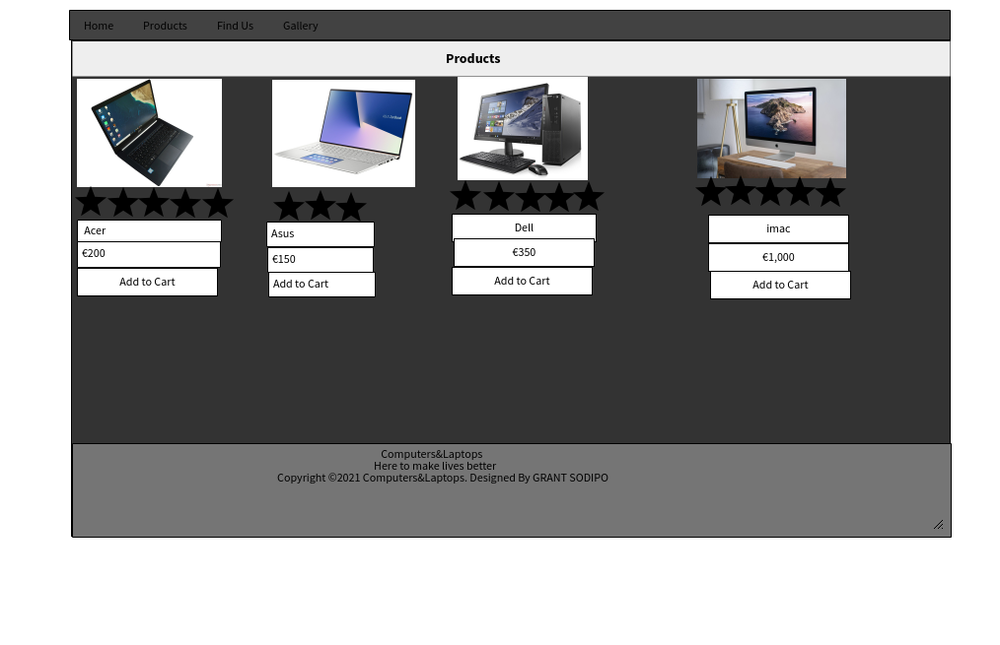 Home Products Find Us Gallery
Products
Acer
€200
Add to Cart
Asus
€150
Add to Cart
Dell
€350
Add to Cart
imac
€1,000
Add to Cart
Computers&Laptops
Here to make lives better
Copyright ©2021 Computers&Laptops. Designed By GRANT SODIPO